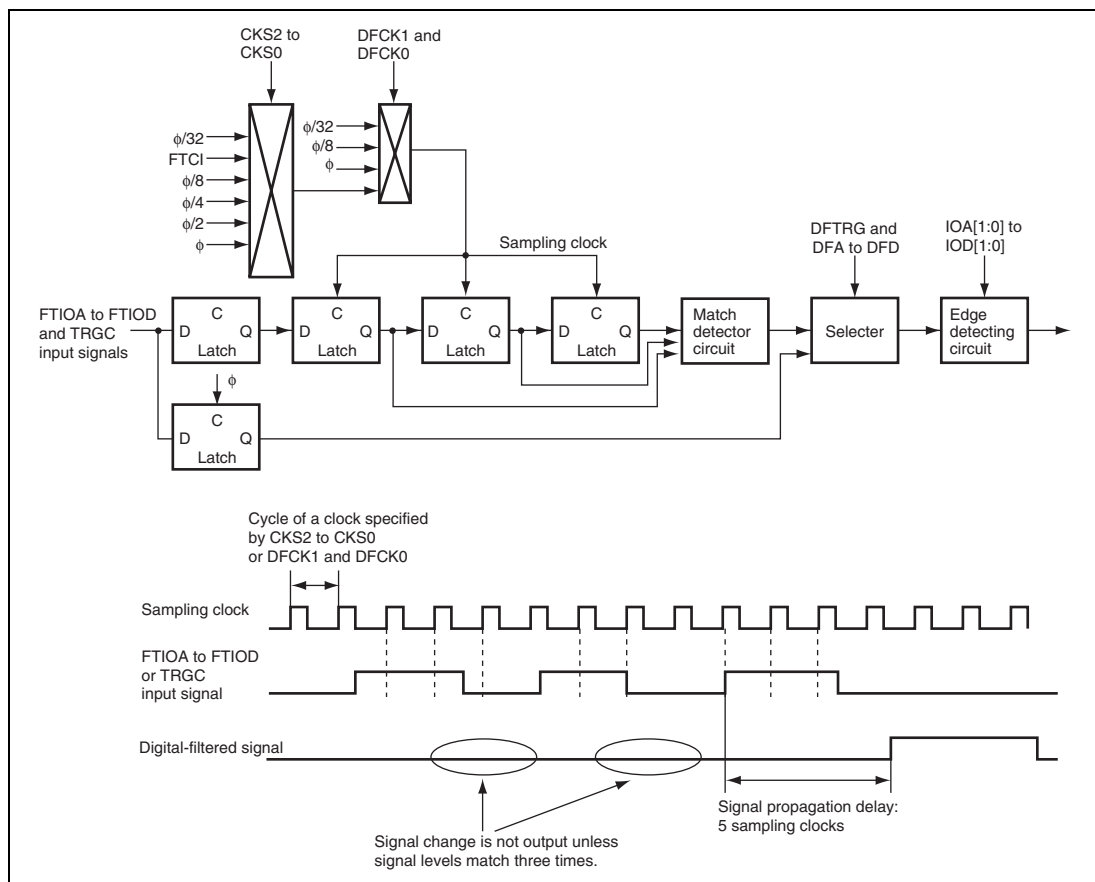 CKS2 to
CKS0
DFCK1 and
DFCK0
ϕ/32
FTCI
ϕ/8
ϕ/4
ϕ/2
ϕ
ϕ/32
ϕ/8
ϕ
Sampling clock
DFTRG and
DFA to DFD
IOA[1:0] to
IOD[1:0]
FTIOA to FTIOD
and TRGC
input signals
C
D Q
Latch
C
D Q
Latch
C
D Q
Latch
C
D Q
Latch
Match
detector
circuit
Selecter
Edge
detecting
circuit
ϕ
C
D Q
Latch
Cycle of a clock specified
by CKS2 to CKS0
or DFCK1 and DFCK0
Sampling clock
FTIOA to FTIOD
or TRGC
input signal
Digital-filtered signal
Signal propagation delay:
5 sampling clocks
Signal change is not output unless
signal levels match three times.